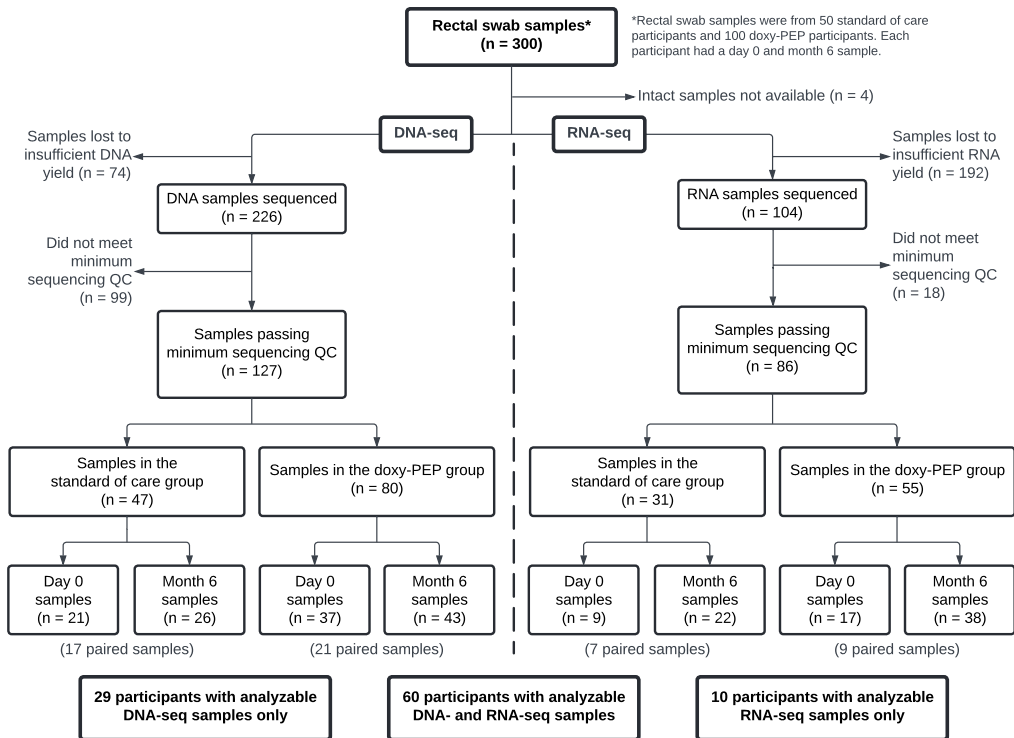 Rectal swab samples*
(n = 300)
*Rectal swab samples were from 50 standard of care
participants and 100 doxy-PEP participants. Each
participant had a day 0 and month 6 sample.
Intact samples not available (n = 4)
DNA-seq
RNA-seq
Samples lost to
insufficient DNA
yield (n = 74)
Samples lost to
insufficient RNA
yield (n = 192)
DNA samples sequenced
(n = 226)
RNA samples sequenced
(n = 104)
Did not meet
minimum
sequencing QC
(n = 99)
Did not meet
minimum
sequencing QC
(n = 18)
Samples passing
minimum sequencing QC
(n = 127)
Samples passing
minimum sequencing QC
(n = 86)
Samples in the
standard of care group
(n = 47)
Samples in the doxy-PEP group
(n = 80)
Samples in the
standard of care group
(n = 31)
Samples in the doxy-PEP group
(n = 55)
Day 0
samples
(n = 21)
Month 6
samples
(n = 26)
Day 0
samples
(n = 37)
Month 6
samples
(n = 43)
Day 0
samples
(n = 9)
Month 6
samples
(n = 22)
Day 0
samples
(n = 17)
Month 6
samples
(n = 38)
(17 paired samples)
(21 paired samples)
(7 paired samples)
(9 paired samples)
29 participants with analyzable
DNA-seq samples only
60 participants with analyzable
DNA- and RNA-seq samples
10 participants with analyzable
RNA-seq samples only